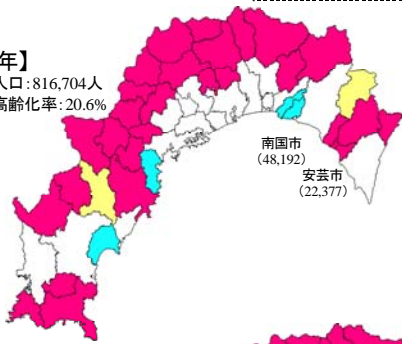 年】
人口：816,704人
高齢化率：20.6%
南国市
(48,192)
安芸市
(22,377)